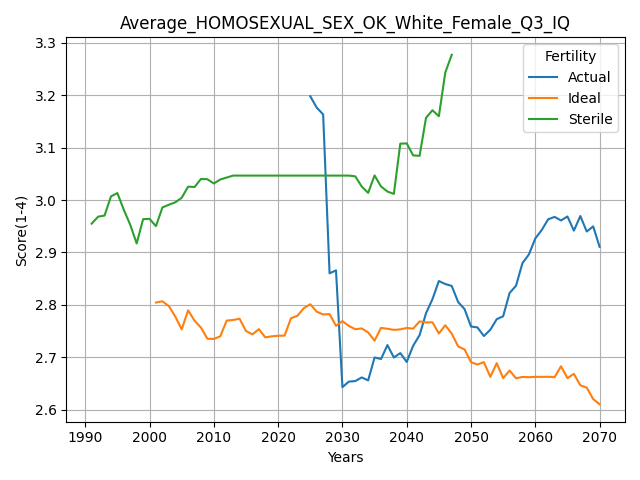 Average_HOMOSEXUAL_SEX_OK_White_Female_Q3_IQ
Score(1-4)
3.3
3.2
3.1
3.0
2.9
2.8
2.7
2.6
Fertility
Actual
Ideal
Sterile
1990 2000 2010 2020 2030 2040 2050 2060 2070
Years